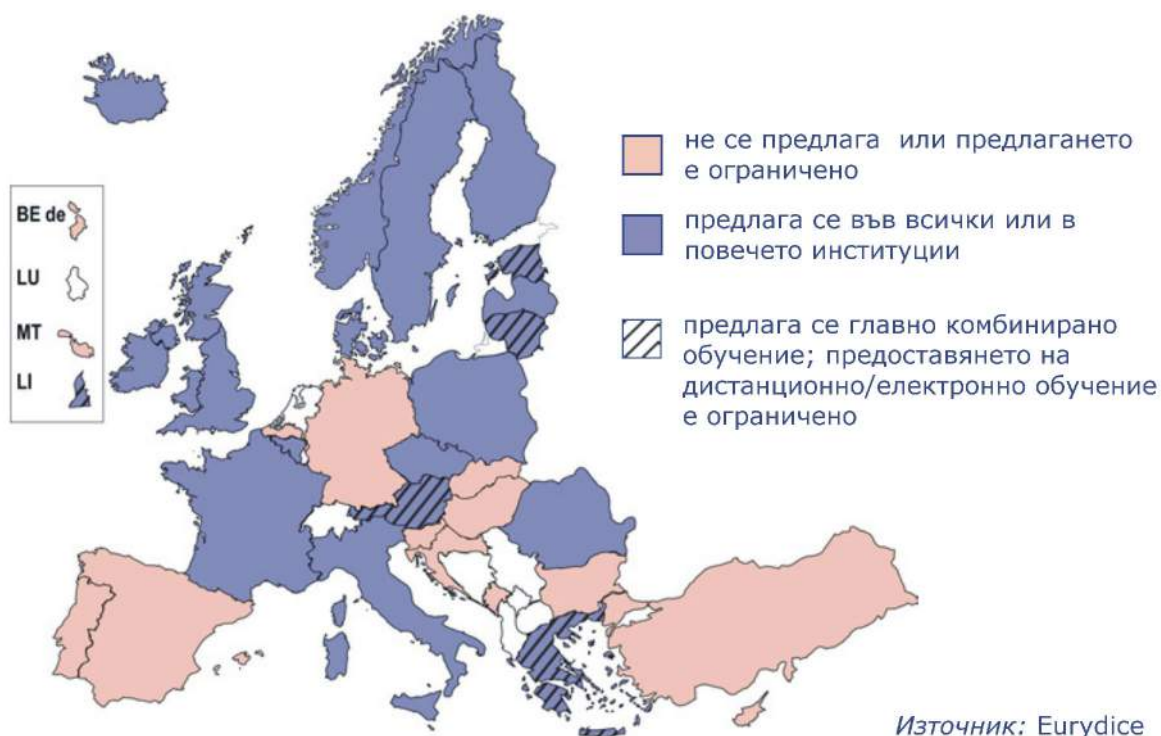 BE de
LU
MT
LI
не се предлага или предлагането
е ограничено
предлага се във всички или в
повечето институции
предлага се главно комбинирано
обучение; предоставянето на
дистанционно/електронно обучение
е ограничено
Източник: Eurydice